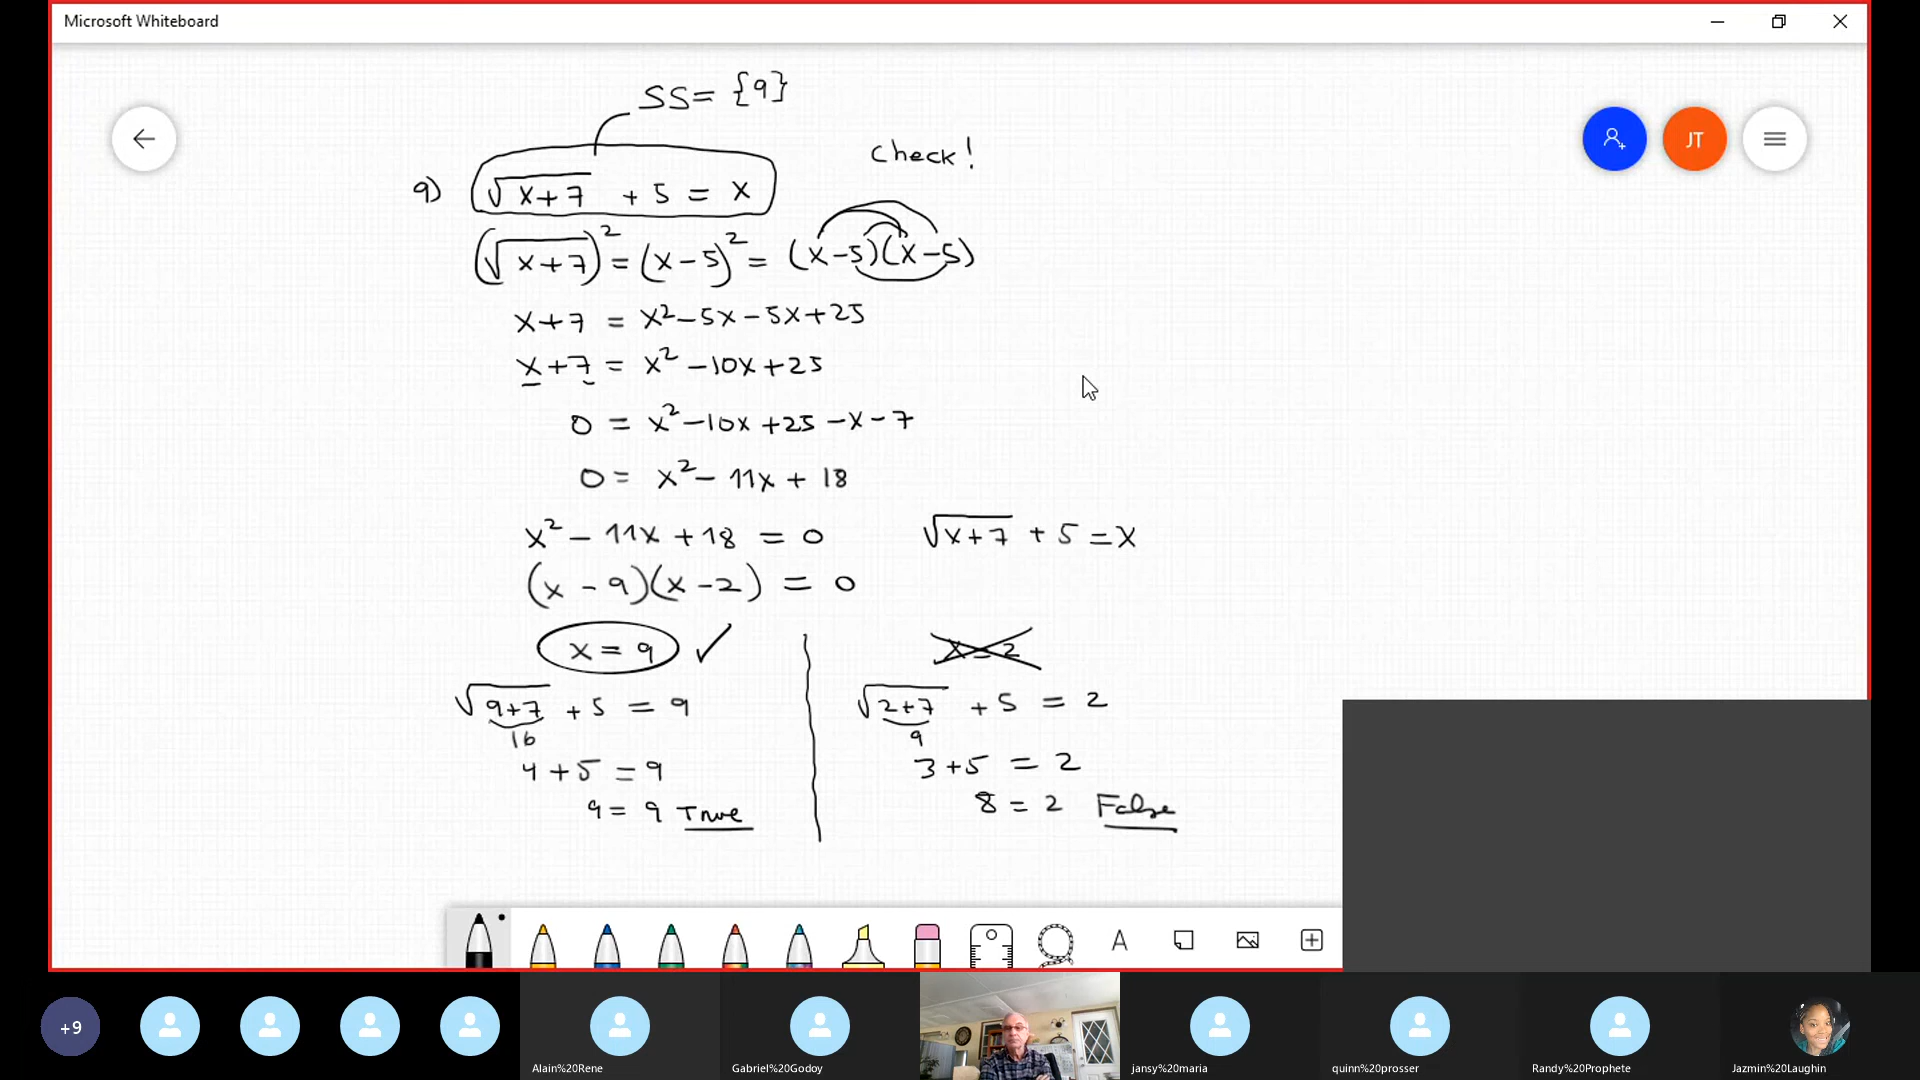 Microsoft Whiteboard
SS = {9}
check!
JT
9) √x+7 + 5 = x
(√x+7)² = (x-5)² = (x-5)(x-5)
x+7 = x²-5x-5x+25
x+7 = x²-10x+25
0 = x²-10x+25-x-7
0 = x²-11x+18
x²-11x+18 = 0
√x+7 + 5 = x
(x-9)(x-2) = 0
x = 9 ✓
x = 2
√9+7 + 5 = 9
16
4+5 = 9
9 = 9 True
√2+7 + 5 = 2
9
3+5 = 2
8 = 2 False
A
+9
Alain%20Rene
Gabriel%20Godoy
jansy%20maria
quinn%20prosser
Randy%20Prophete
Jazmin%20Laughin